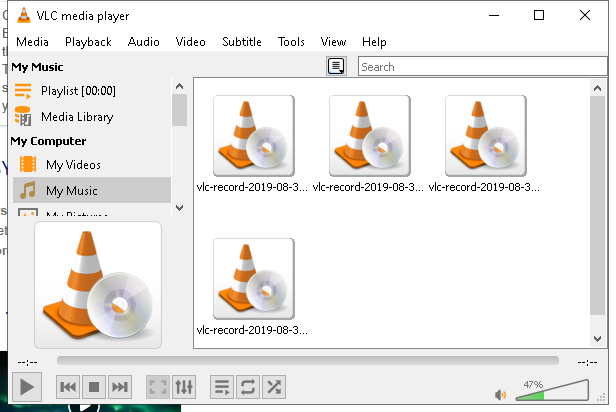 VLC media player
Media Playback Audio Video Subtitle Tools View Help
My Music
Search
Playlist [00:00]
Media Library
My Computer
My Videos
My Music
My Pictures
vlc-record-2019-08-3... vlc-record-2019-08-3... vlc-record-2019-08-3...
vlc-record-2019-08-3...
--:-- --:--
47%